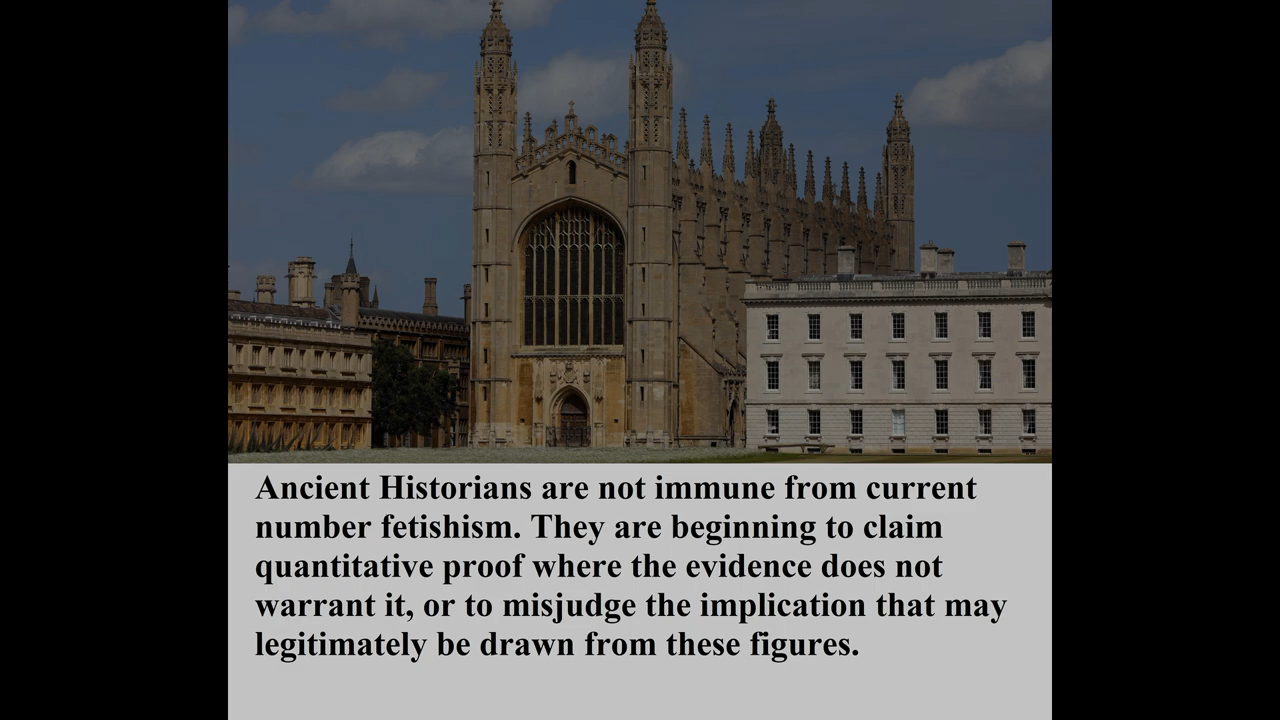 Ancient Historians are not immune from current
number fetishism. They are beginning to claim
quantitative proof where the evidence does not
warrant it, or to misjudge the implication that may
legitimately be drawn from these figures.